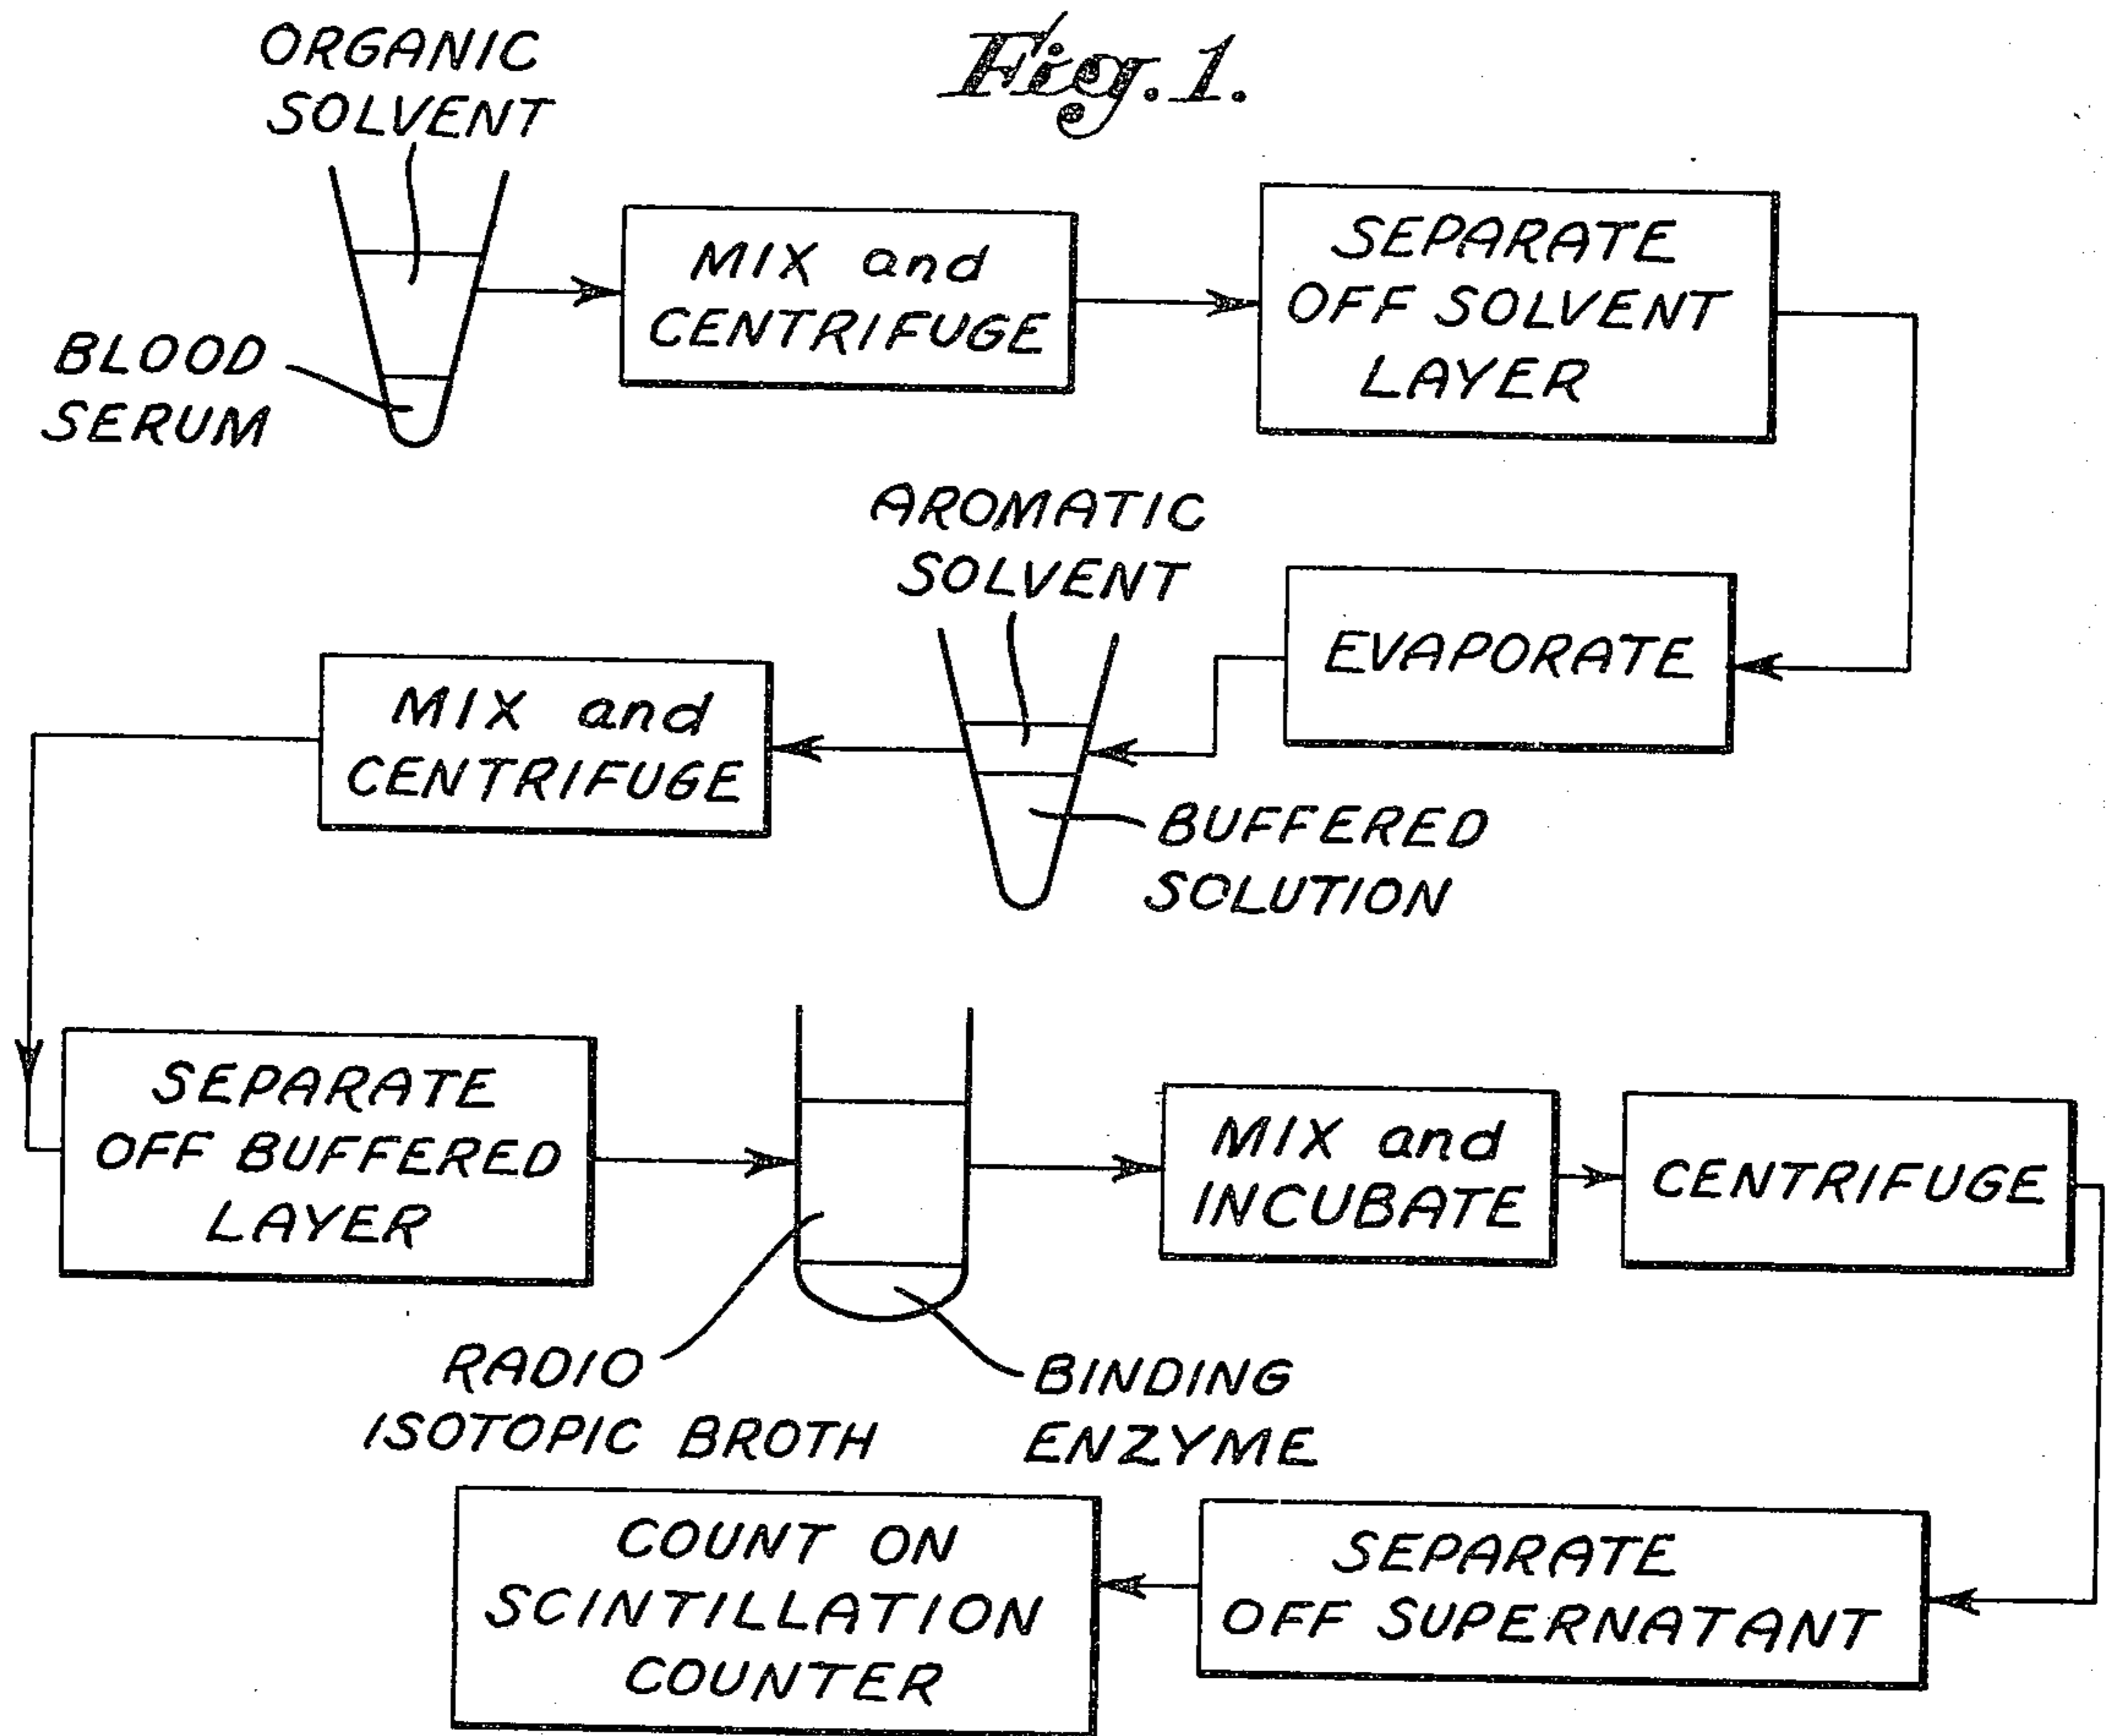 Fig. 1.
ORGANIC
SOLVENT
BLOOD
SERUM
MIX and
CENTRIFUGE
SEPARATE
OFF SOLVENT
LAYER
EVAPORATE
AROMATIC
SOLVENT
BUFFERED
SOLUTION
MIX and
CENTRIFUGE
SEPARATE
OFF BUFFERED
LAYER
RADIO
ISOTOPIC BROTH
BINDING
ENZYME
MIX and
INCUBATE
CENTRIFUGE
SEPARATE
OFF SUPERNATANT
COUNT ON
SCINTILLATION
COUNTER